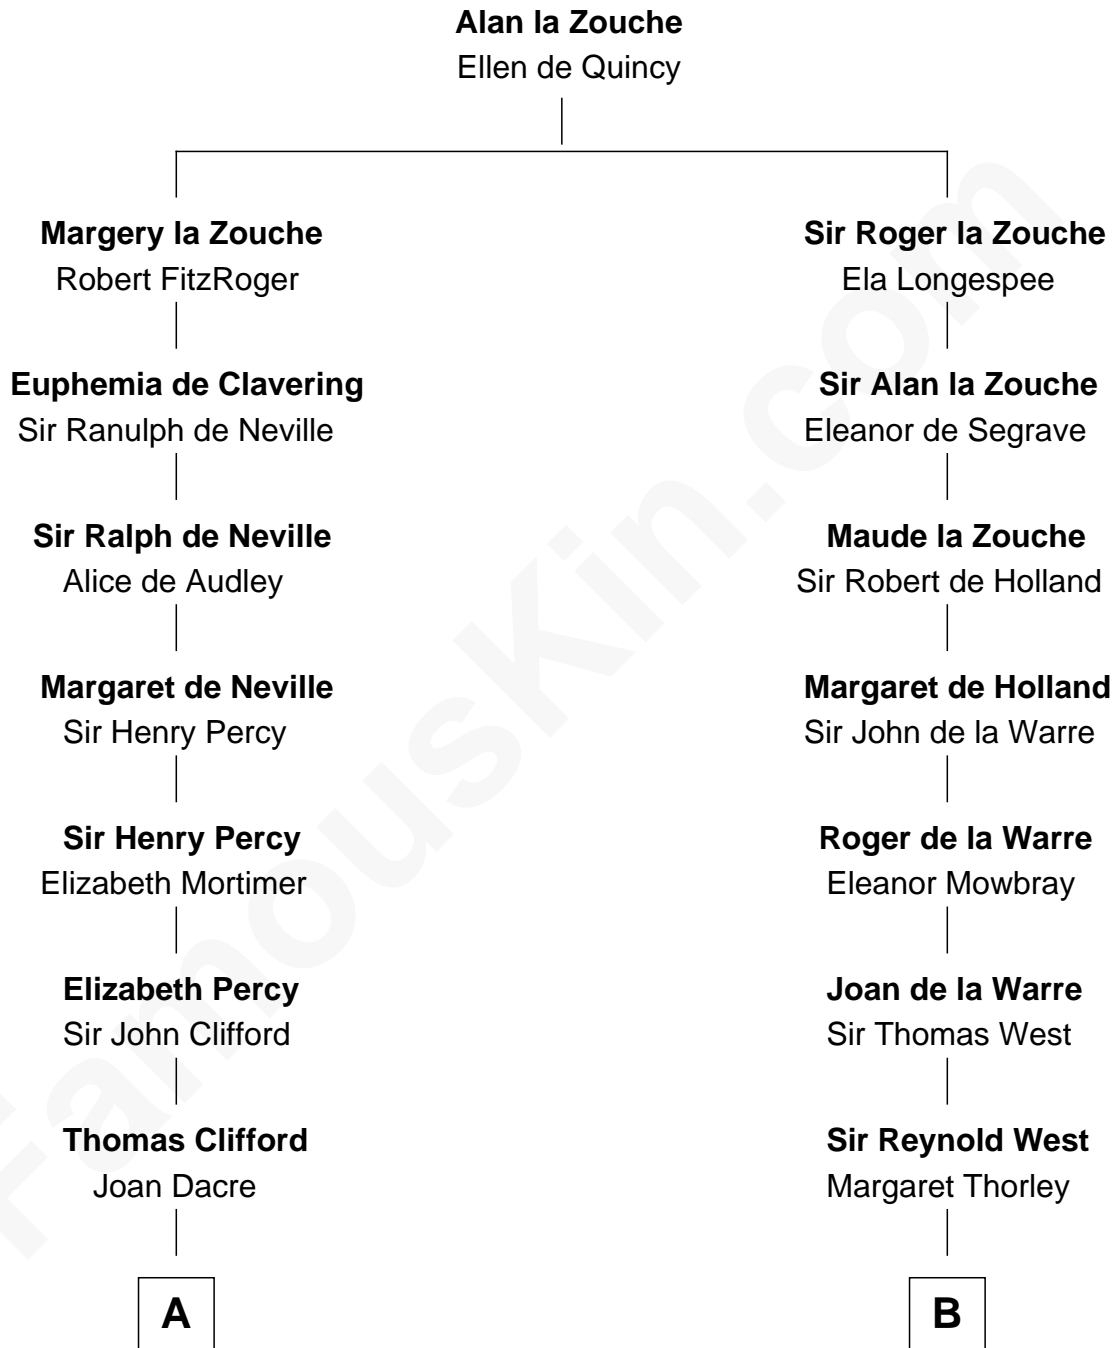 Alan la Zouche
Ellen de Quincy
Margery la Zouche
Robert FitzRoger
Sir Roger la Zouche
Ela Longespee
Euphemia de Clavering
Sir Ranulph de Neville
Sir Alan la Zouche
Eleanor de Segrave
Sir Ralph de Neville
Alice de Audley
Maude la Zouche
Sir Robert de Holland
Margaret de Neville
Sir Henry Percy
Margaret de Holland
Sir John de la Warre
Sir Henry Percy
Elizabeth Mortimer
Roger de la Warre
Eleanor Mowbray
Elizabeth Percy
Sir John Clifford
Joan de la Warre
Sir Thomas West
Thomas Clifford
Joan Dacre
Sir Reynold West
Margaret Thorley
A
B
FamousKin.com